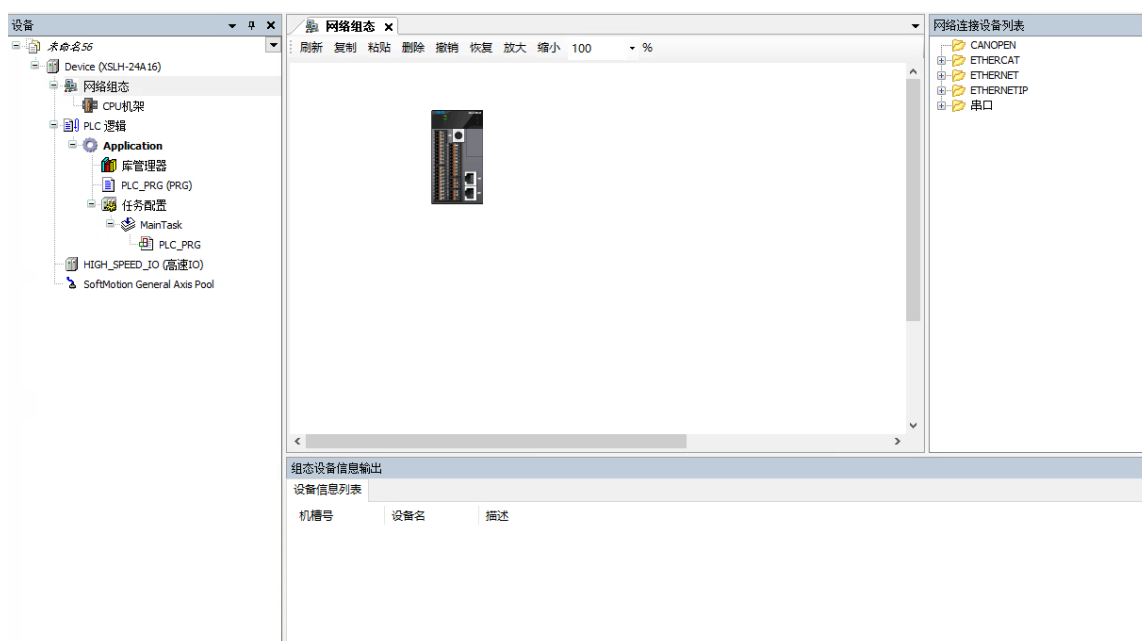 设备
未命名56
Device (XSLH-24A16)
网络组态
CPU机架
PLC 逻辑
Application
库管理器
PLC_PRG (PRG)
任务配置
MainTask
PLC_PRG
HIGH_SPEED_IO (高速IO)
SoftMotion General Axis Pool
网络组态
刷新 复制 粘贴 删除 撤销 恢复 放大 缩小 100 %
网络连接设备列表
CANOPEN
ETHERCAT
ETHERNET
ETHERNETIP
串口
组态设备信息输出
设备信息列表
机槽号 设备名 描述